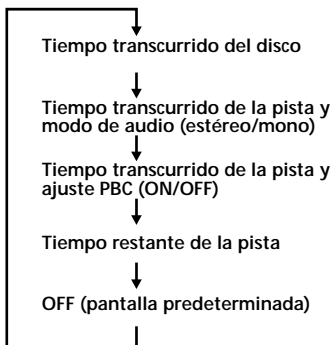 Tiempo transcurrido del disco
Tiempo transcurrido de la pista y
modo de audio (estéreo/mono)
Tiempo transcurrido de la pista y
ajuste PBC (ON/OFF)
Tiempo restante de la pista
OFF (pantalla predeterminada)